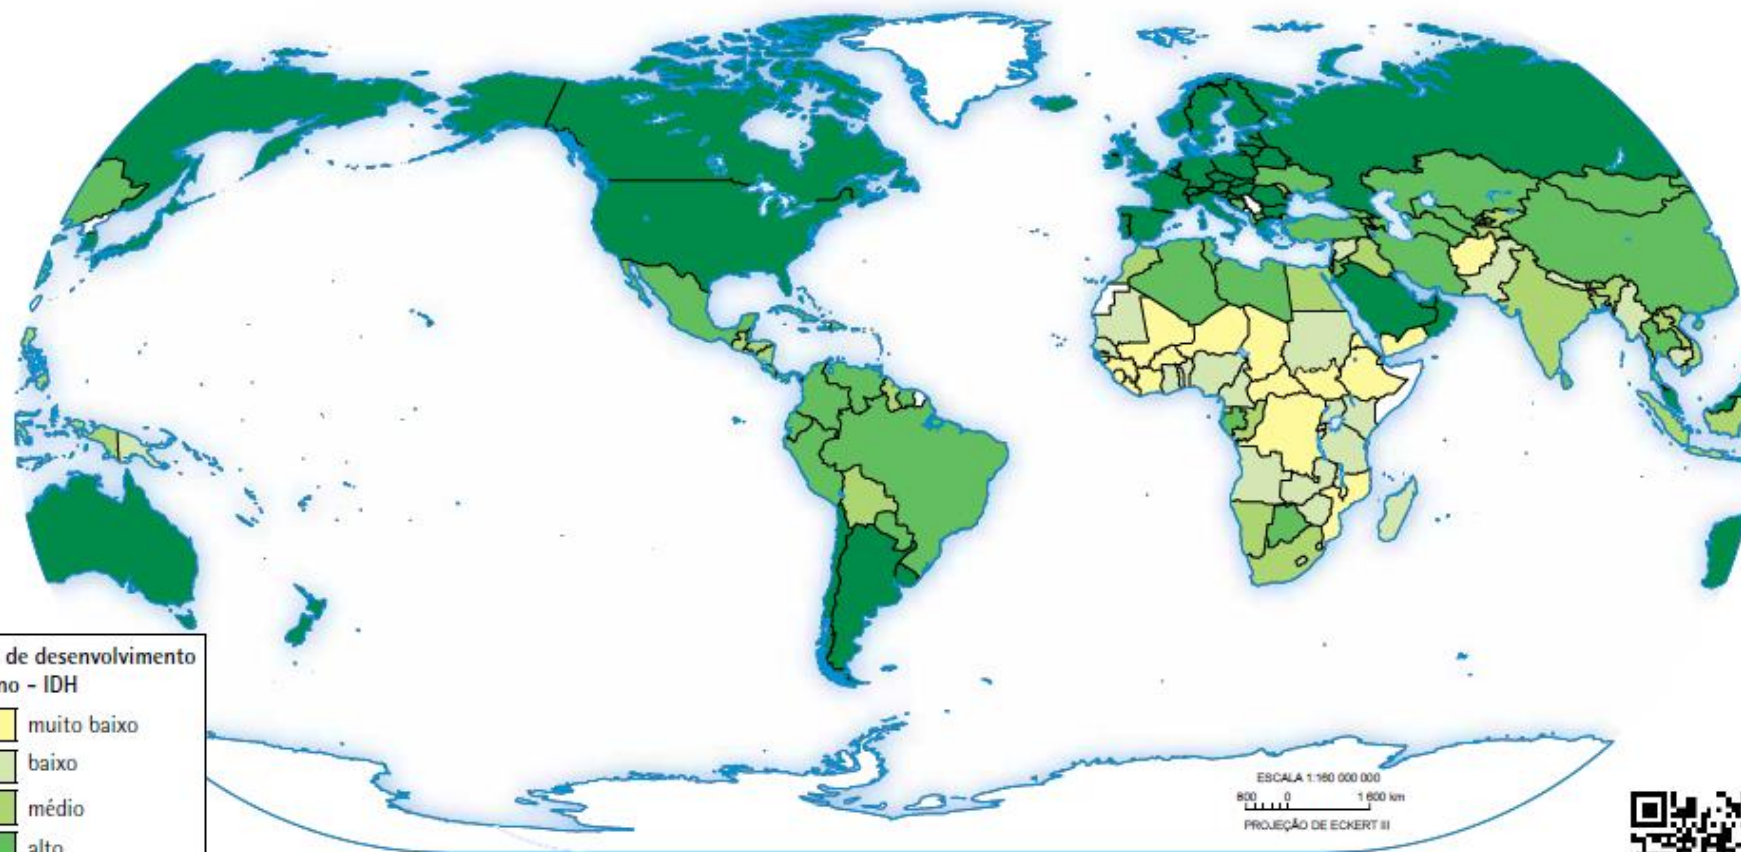 de desenvolvimento
no - IDH
muito baixo
baixo
médio
alto
ESCALA 1:160 000 000
800 0 1 600 km
PROJEÇÃO DE ECKERT III